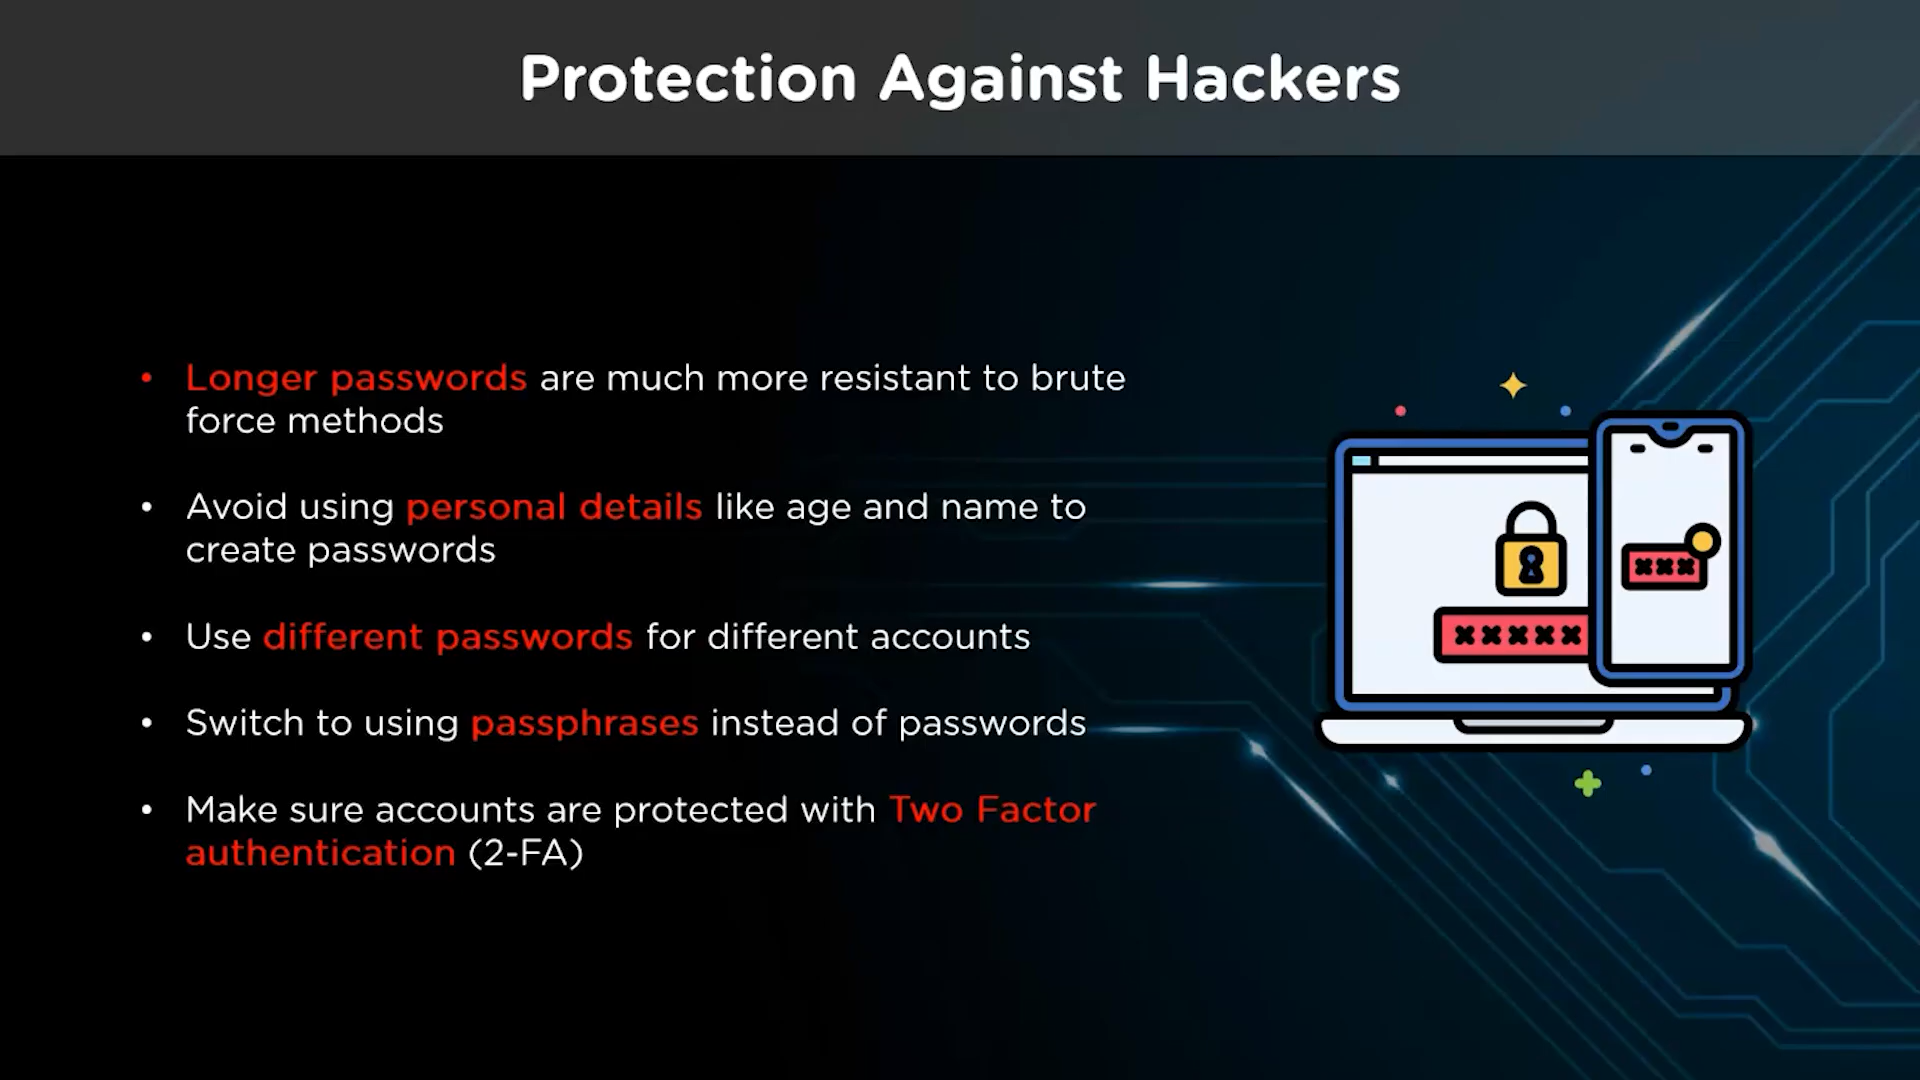 Protection Against Hackers
• Longer passwords are much more resistant to brute
force methods
• Avoid using personal details like age and name to
create passwords
• Use different passwords for different accounts
• Switch to using passphrases instead of passwords
• Make sure accounts are protected with Two Factor
authentication (2-FA)